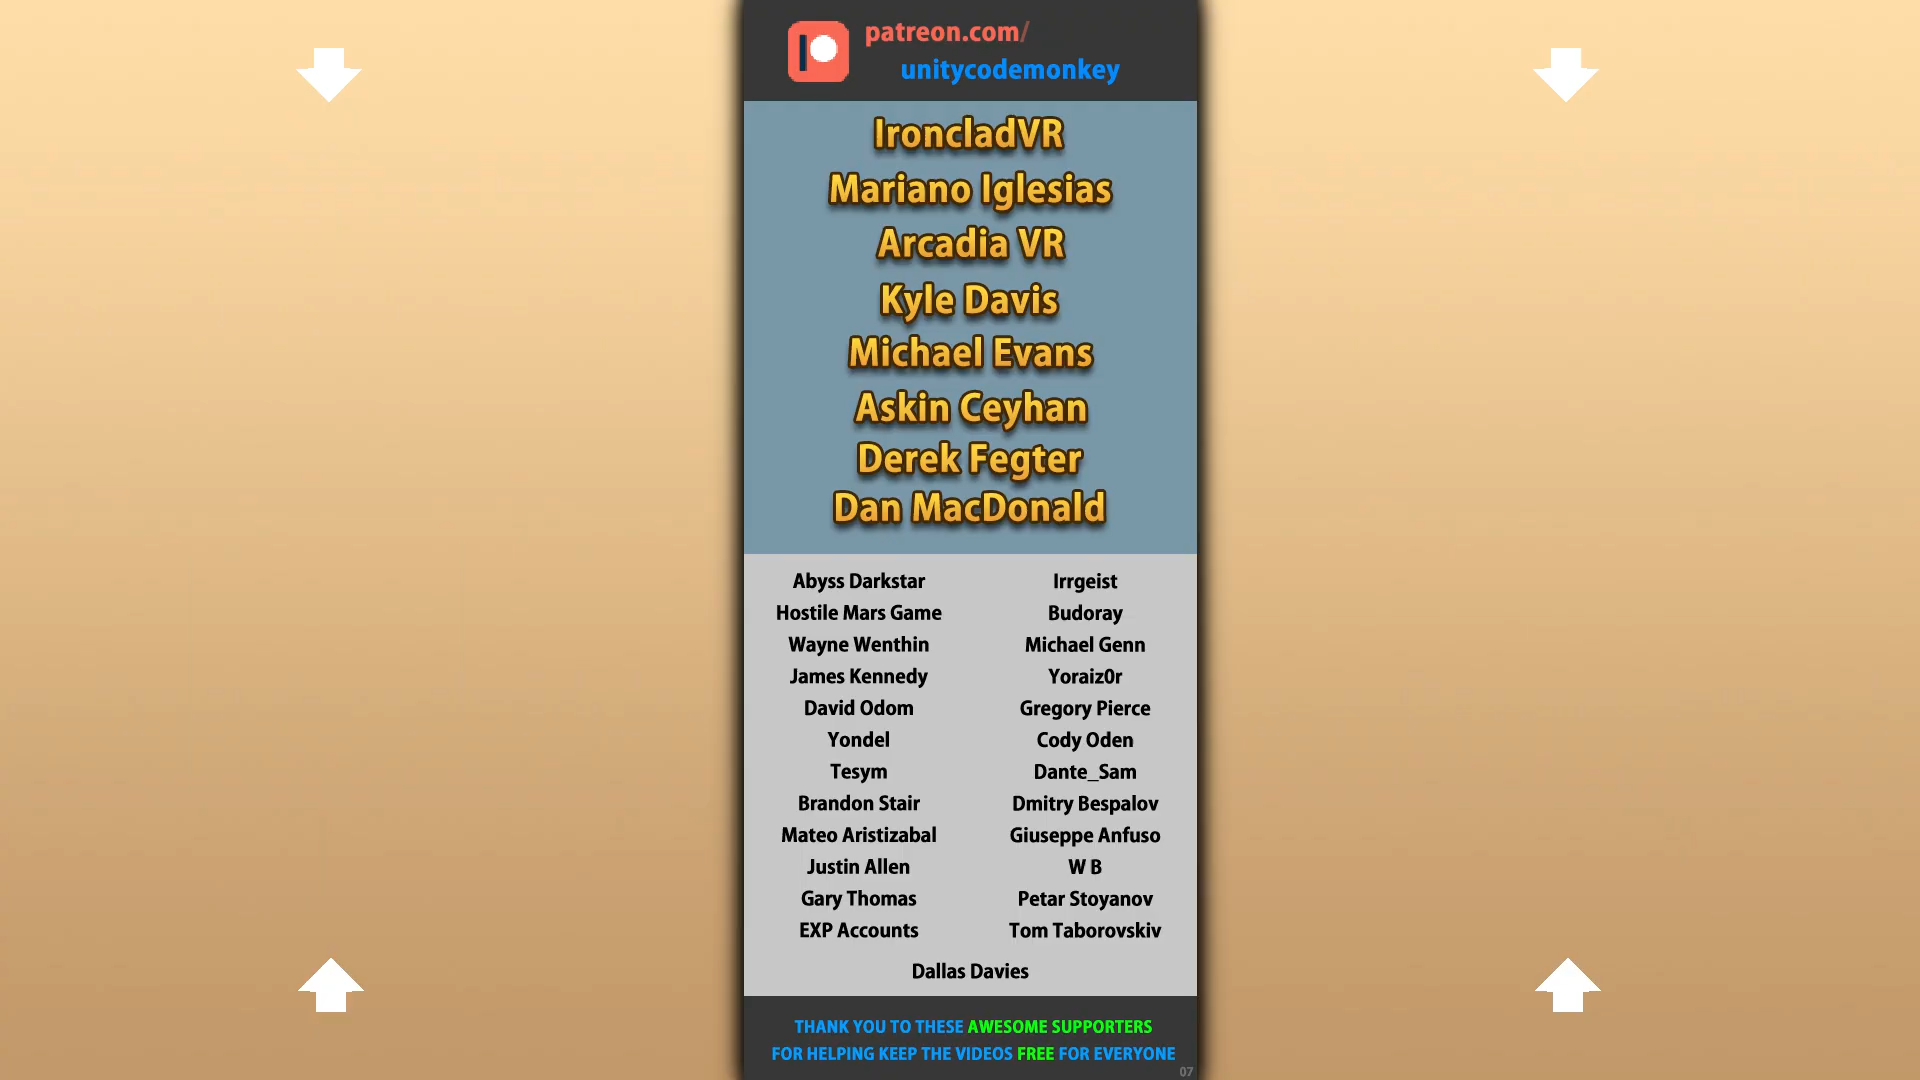 patreon.com/
unitycodemonkey
IroncladVR
Mariano Iglesias
Arcadia VR
Kyle Davis
Michael Evans
Askin Ceyhan
Derek Fegter
Dan MacDonald
Abyss Darkstar
Hostile Mars Game
Wayne Wenthin
James Kennedy
David Odom
Yondel
Tesym
Brandon Stair
Mateo Aristizabal
Justin Allen
Gary Thomas
EXP Accounts
Irrgeist
Budoray
Michael Genn
Yoraiz0r
Gregory Pierce
Cody Oden
Dante_Sam
Dmitry Bespalov
Giuseppe Anfuso
W B
Petar Stoyanov
Tom Taborovskiv
Dallas Davies
THANK YOU TO THESE AWESOME SUPPORTERS
FOR HELPING KEEP THE VIDEOS FREE FOR EVERYONE
07